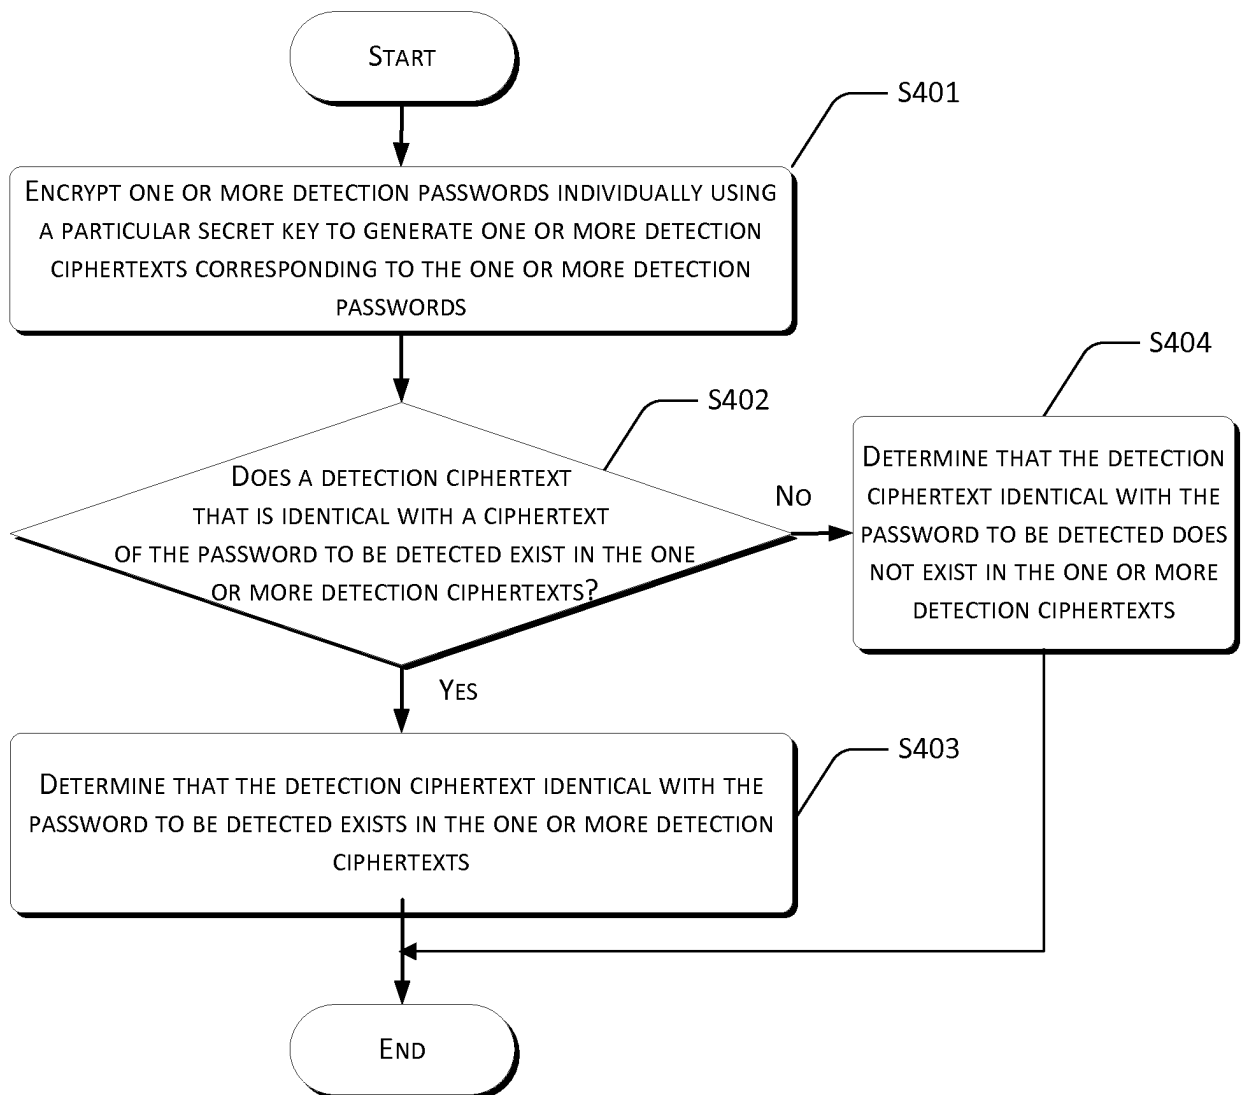 START
S401
ENCRYPT ONE OR MORE DETECTION PASSWORDS INDIVIDUALLY USING
A PARTICULAR SECRET KEY TO GENERATE ONE OR MORE DETECTION
CIPHERTEXTS CORRESPONDING TO THE ONE OR MORE DETECTION
PASSWORDS
S402
DOES A DETECTION CIPHERTEXT
THAT IS IDENTICAL WITH A CIPHERTEXT
OF THE PASSWORD TO BE DETECTED EXIST IN THE ONE
OR MORE DETECTION CIPHERTEXTS?
NO
S404
DETERMINE THAT THE DETECTION
CIPHERTEXT IDENTICAL WITH THE
PASSWORD TO BE DETECTED DOES
NOT EXIST IN THE ONE OR MORE
DETECTION CIPHERTEXTS
YES
S403
DETERMINE THAT THE DETECTION CIPHERTEXT IDENTICAL WITH THE
PASSWORD TO BE DETECTED EXISTS IN THE ONE OR MORE DETECTION
CIPHERTEXTS
END